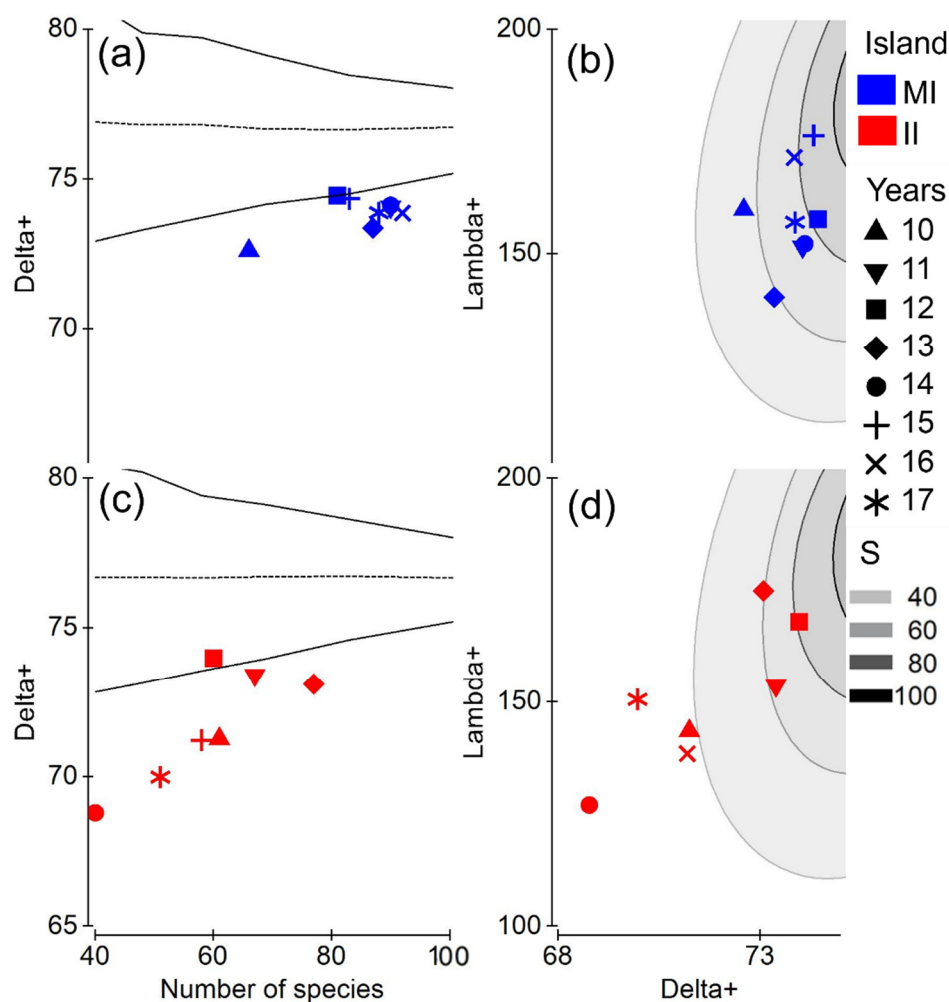 (a)
80
75
70
Delta+
(b)
200
150
Lambda+
Island
MI
II
Years
10
11
12
13
14
15
16
17
S
40
60
80
100
(c)
80
75
70
65
Delta+
40 60 80 100
Number of species
(d)
200
150
100
Lambda+
68 73
Delta+